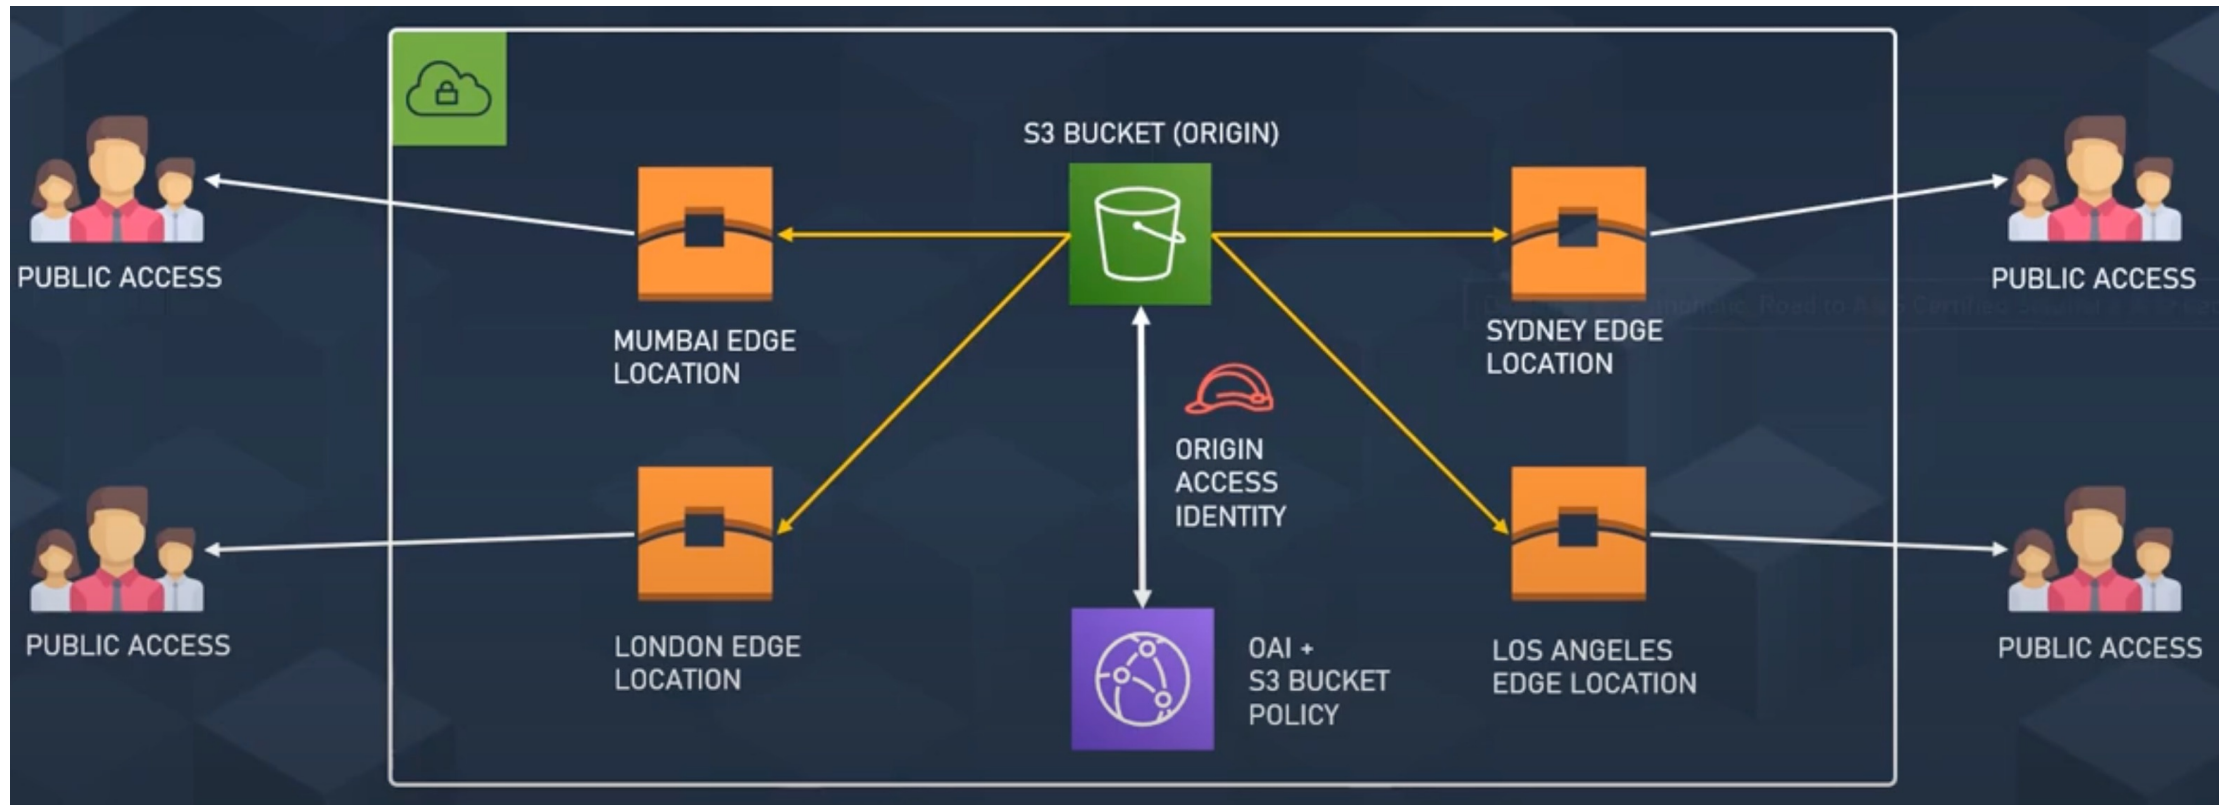 S3 BUCKET (ORIGIN)
PUBLIC ACCESS
MUMBAI EDGE
LOCATION
SYDNEY EDGE
LOCATION
PUBLIC ACCESS
ORIGIN
ACCESS
IDENTITY
PUBLIC ACCESS
LONDON EDGE
LOCATION
OAI +
S3 BUCKET
POLICY
LOS ANGELES
EDGE LOCATION
PUBLIC ACCESS